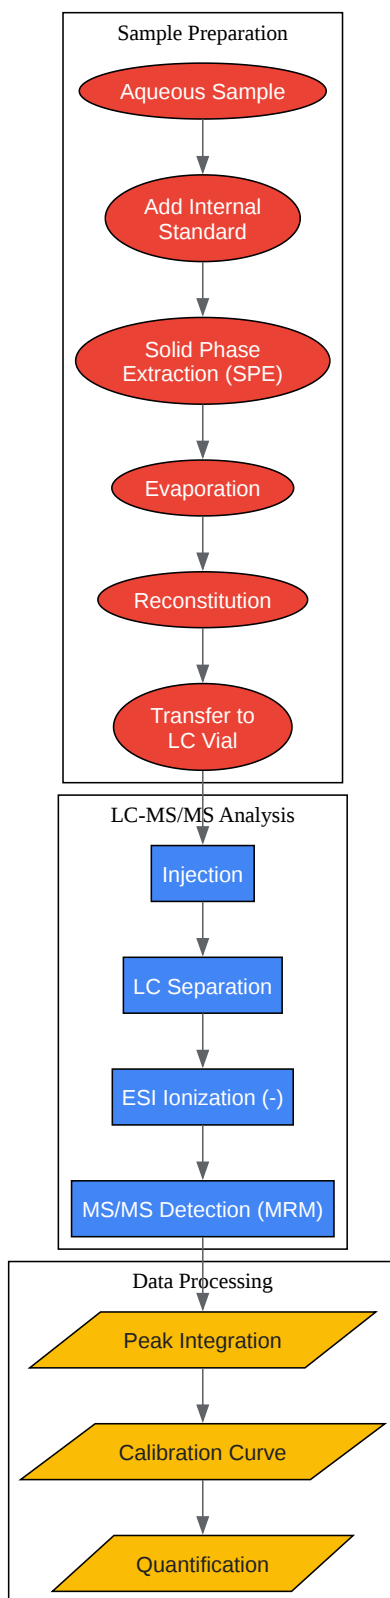 Sample Preparation
Aqueous Sample
Add Internal
Standard
Solid Phase
Extraction (SPE)
Evaporation
Reconstitution
Transfer to
LC Vial
LC-MS/MS Analysis
Injection
LC Separation
ESI Ionization (-)
MS/MS Detection (MRM)
Data Processing
Peak Integration
Calibration Curve
Quantification